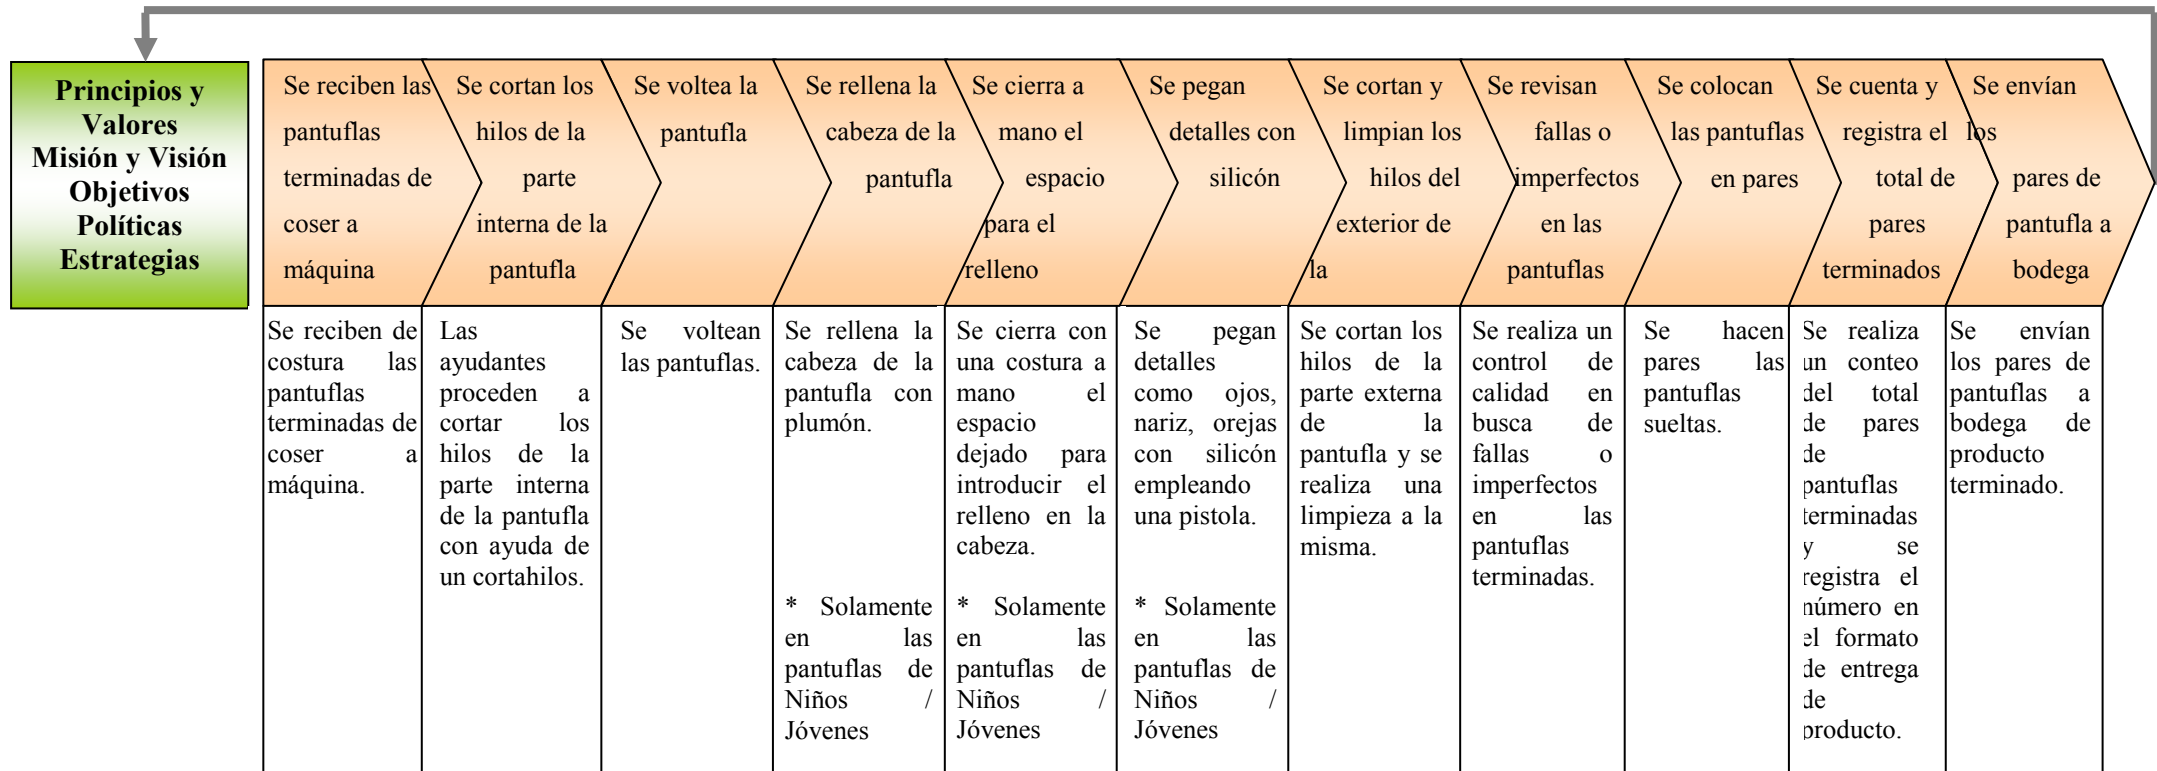 Principios y
Valores
Misión y Visión
Objetivos
Políticas
Estrategias
Se reciben las
pantuflas
terminadas de
coser a
máquina
Se cortan los
hilos de la
parte
interna de la
pantufla
Se voltea la
pantufla
Se rellena la
cabeza de la
pantufla
Se cierra a
mano el
espacio
para el
relleno
Se pegan
detalles con
silicón
Se cortan y
limpian los
hilos del
exterior de
la
Se revisan
fallas o
imperfectos
en las
pantuflas
Se colocan
las pantuflas
en pares
Se cuenta y
registra el
total de
pares
terminados
Se envían
los
pares de
pantufla a
bodega
Se reciben de
costura las
pantuflas
terminadas de
coser a
máquina.
Las
ayudantes
proceden a
cortar los
hilos de la
parte interna
de la pantufla
con ayuda de
un cortahilos.
Se voltean
las pantuflas.
Se rellena la
cabeza de la
pantufla con
plumón.
* Solamente
en las
pantuflas de
Niños /
Jóvenes
Se cierra con
una costura a
mano el
espacio
dejado para
introducir el
relleno en la
cabeza.
* Solamente
en las
pantuflas de
Niños /
Jóvenes
Se pegan
detalles
como ojos,
nariz, orejas
con silicón
empleando
una pistola.
* Solamente
en las
pantuflas de
Niños /
Jóvenes
Se cortan los
hilos de la
parte externa
de la
pantufla y se
realiza una
limpieza a la
misma.
Se realiza un
control de
calidad en
busca de
fallas o
imperfectos
en las
pantuflas
terminadas.
Se hacen
pares las
pantuflas
sueltas.
Se realiza
un conteo
del total
de pares
de
pantuflas
terminadas
y se
registra el
número en
el formato
de entrega
de
producto.
Se envían
los pares de
pantuflas a
bodega de
producto
terminado.